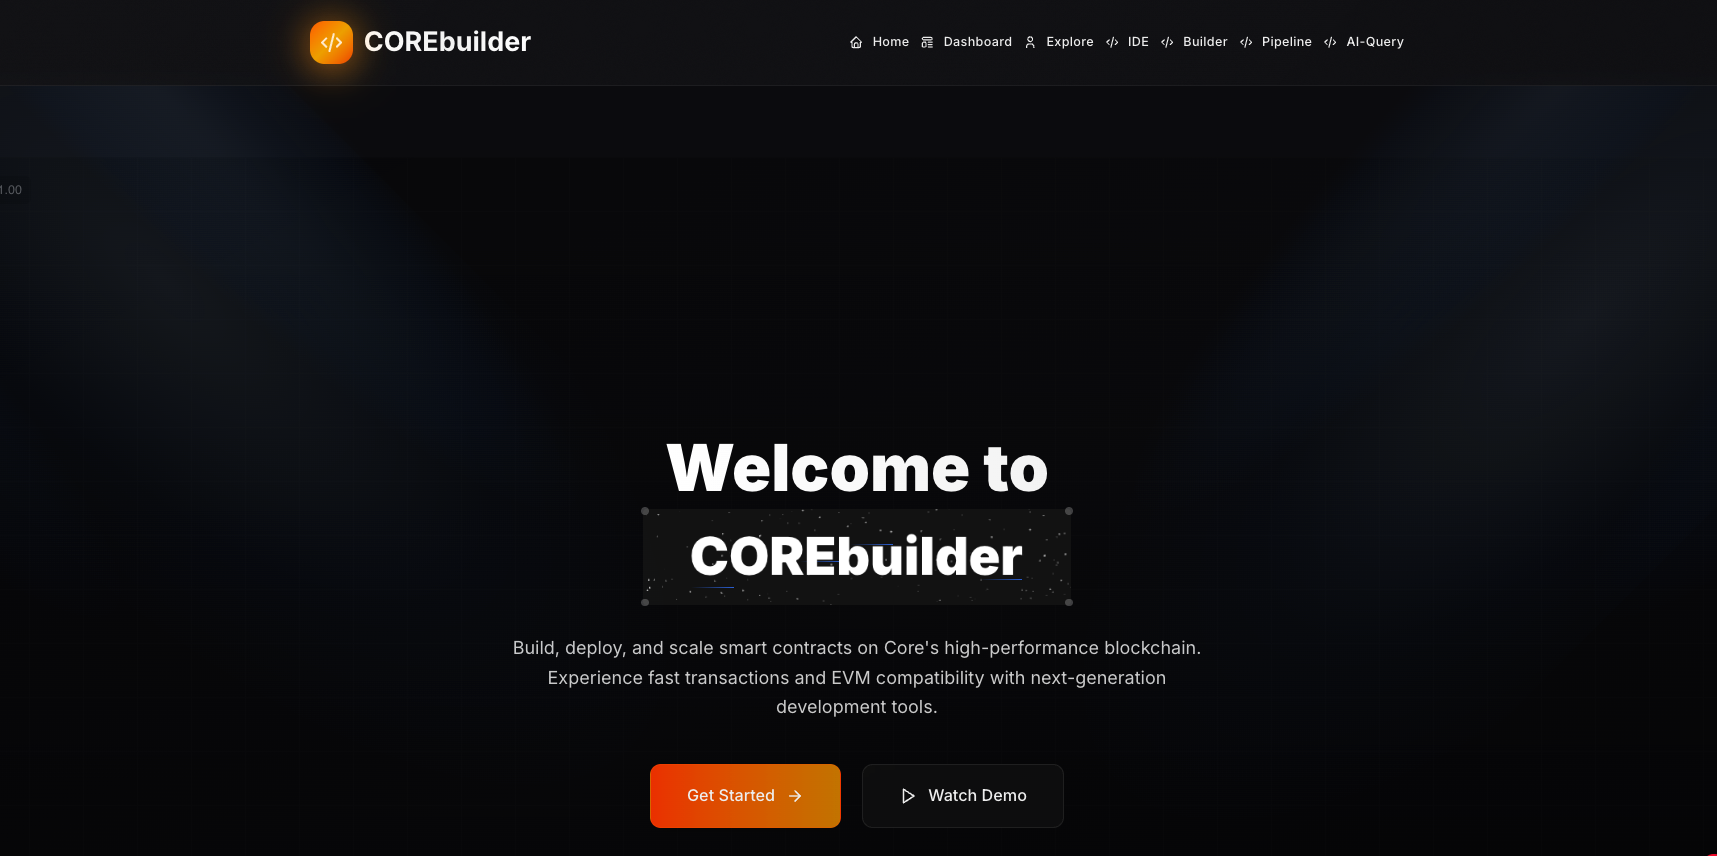 COREbuilder
Home Dashboard Explore IDE Builder Pipeline AI-Query
1.00
Welcome to
COREbuilder
Build, deploy, and scale smart contracts on Core's high-performance blockchain.
Experience fast transactions and EVM compatibility with next-generation
development tools.
Get Started
Watch Demo